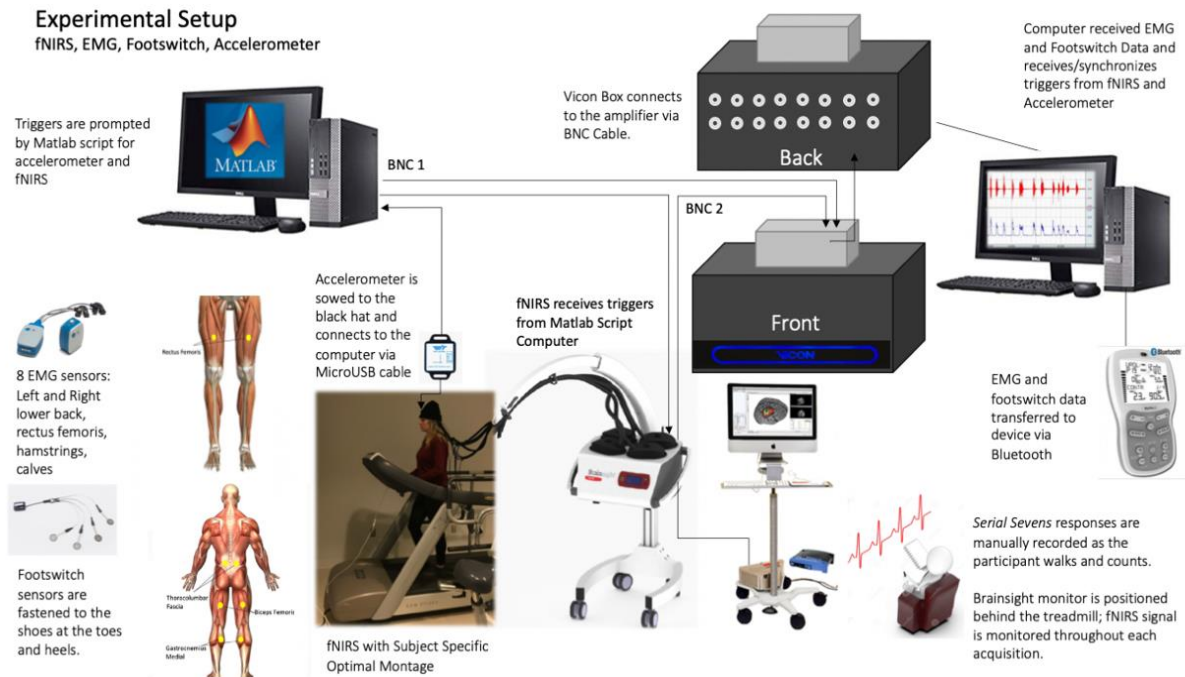 Experimental Setup
fNIRS, EMG, Footswitch, Accelerometer
Triggers are prompted
by Matlab script for
accelerometer and
fNIRS
MATLAB
BNC 1
Vicon Box connects
to the amplifier via
BNC Cable.
Back
Computer received EMG
and Footswitch Data and
receives/synchronizes
triggers from fNIRS and
Accelerometer
BNC 2
Front
VICON
Accelerometer is
sowed to the
black hat and
connects to the
computer via
MicroUSB cable
fNIRS receives triggers
from Matlab Script
Computer
8 EMG sensors:
Left and Right
lower back,
rectus femoris,
hamstrings,
calves
Rectus Femoris
Footswitch
sensors are
fastened to the
shoes at the toes
and heels.
Thorocolumbar
Fascia
Biceps Femoris
Gastrocnemius
Medial
fNIRS with Subject Specific
Optimal Montage
Brainsight
Bluetooth
EMG and
footswitch data
transferred to
device via
Bluetooth
Serial Sevens responses are
manually recorded as the
participant walks and counts.
Brainsight monitor is positioned
behind the treadmill; fNIRS signal
is monitored throughout each
acquisition.